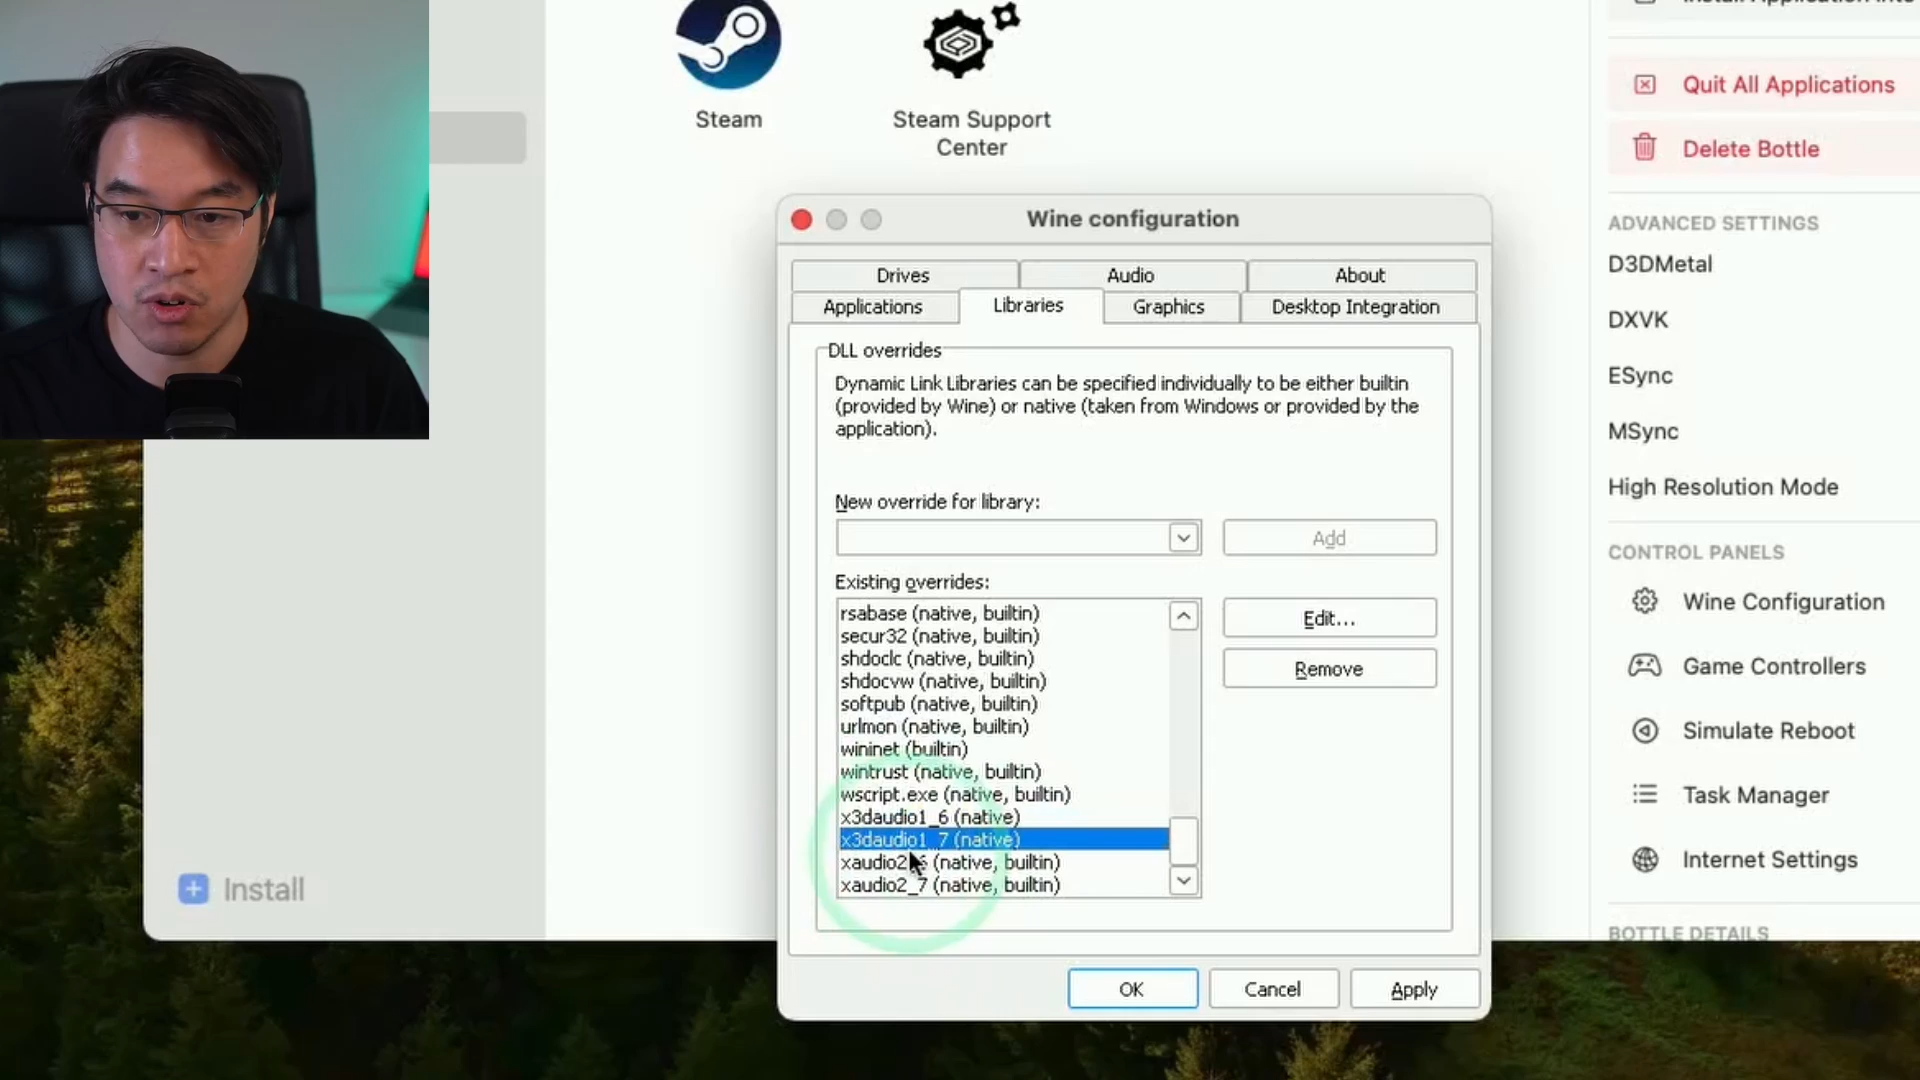 Install Application into
Steam
Steam Support
Center
Quit All Applications
Delete Bottle
ADVANCED SETTINGS
D3DMetal
DXVK
ESync
MSync
High Resolution Mode
CONTROL PANELS
Wine Configuration
Game Controllers
Simulate Reboot
Task Manager
Internet Settings
BOTTLE DETAILS
Install
Wine configuration
Drives
Audio
About
Applications
Libraries
Graphics
Desktop Integration
DLL overrides
Dynamic Link Libraries can be specified individually to be either builtin
(provided by Wine) or native (taken from Windows or provided by the
application).
New override for library:
Add
Existing overrides:
rsabase (native, builtin)
secur32 (native, builtin)
shdoclc (native, builtin)
shdocvw (native, builtin)
softpub (native, builtin)
urlmon (native, builtin)
wininet (builtin)
wintrust (native, builtin)
wscript.exe (native, builtin)
x3daudio1_6 (native)
x3daudio1_7 (native)
xaudio2_6 (native, builtin)
xaudio2_7 (native, builtin)
Edit...
Remove
OK
Cancel
Apply